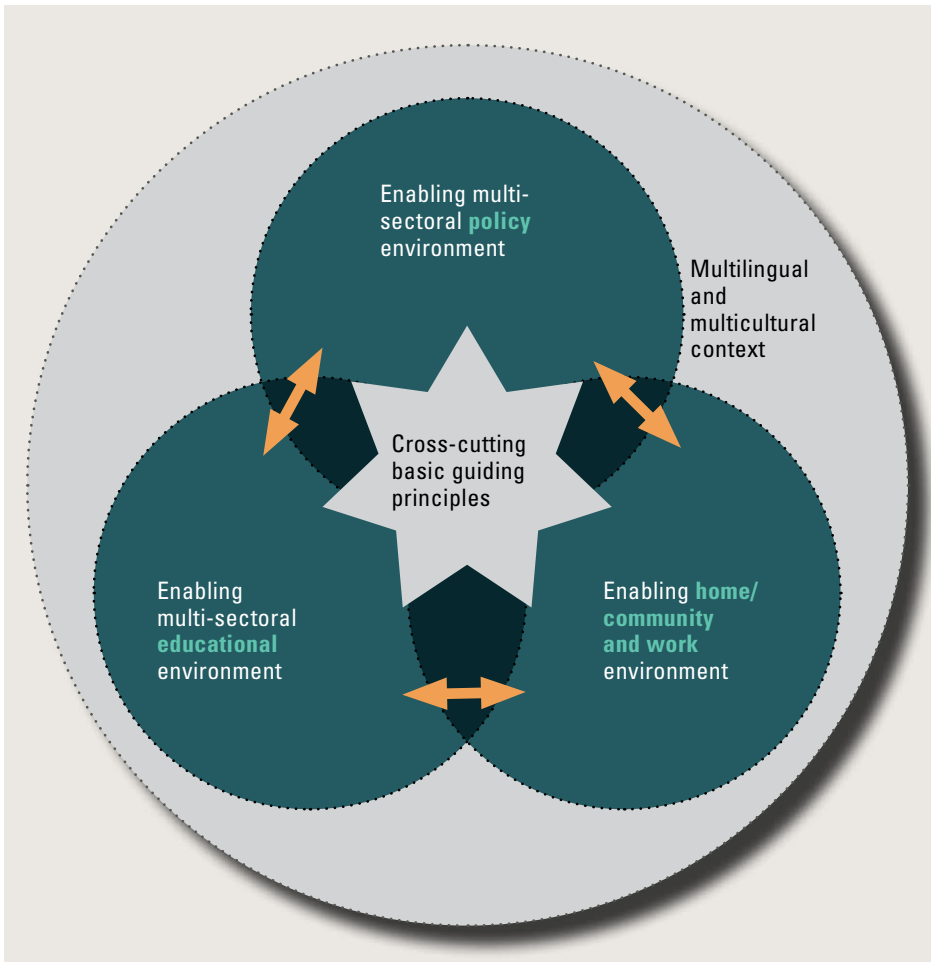 Enabling multi-
sectoral policy
environment
Multilingual
and
multicultural
context
Cross-cutting
basic guiding
principles
Enabling
multi-sectoral
educational
environment
Enabling home/
community
and work
environment